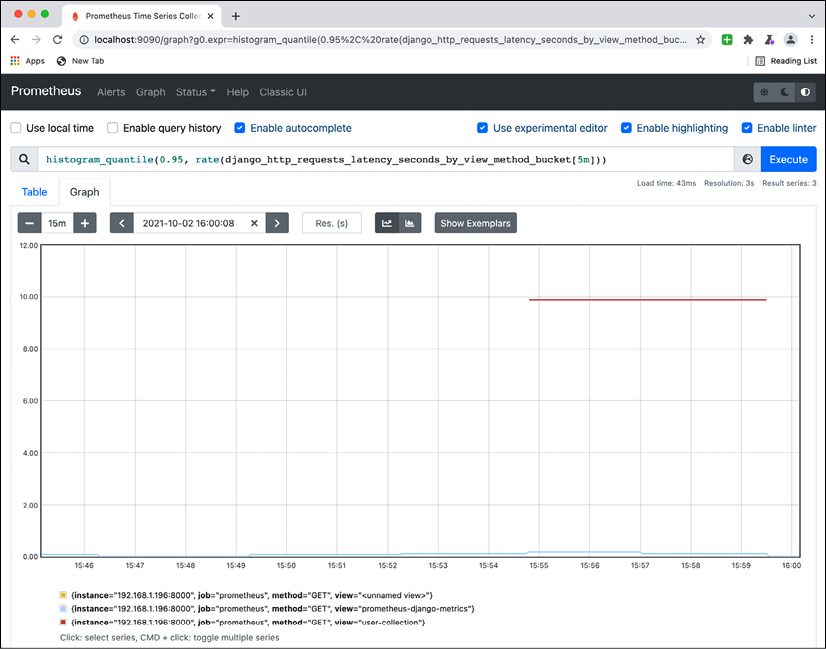 Prometheus Time Series Collec
localhost:9090/graph?g0.expr=histogram_quantile(0.95%2C%20rate(django_http_requests_latency_seconds_by_view_method_buc...
Apps New Tab Reading List
Prometheus Alerts Graph Status Help Classic UI
Use local time Enable query history Enable autocomplete Use experimental editor Enable highlighting Enable linter
histogram_quantile(0.95, rate(django_http_requests_latency_seconds_by_view_method_bucket[5m])) Execute
Load time: 43ms Resolution: 3s Result series: 3
Table Graph
15m 2021-10-02 16:00:08 Res. (s) Show Exemplars
12.00
10.00
8.00
6.00
4.00
2.00
0.00
15:46 15:47 15:48 15:49 15:50 15:51 15:52 15:53 15:54 15:55 15:56 15:57 15:58 15:59 16:00
{instance="192.168.1.196:8000", job="prometheus", method="GET", view="<unnamed view>"}
{instance="192.168.1.196:8000", job="prometheus", method="GET", view="prometheus-django-metrics"}
{instance="192.168.1.196:8000", job="prometheus", method="GET", view="user-collection"}
Click: select series, CMD + click: toggle multiple series